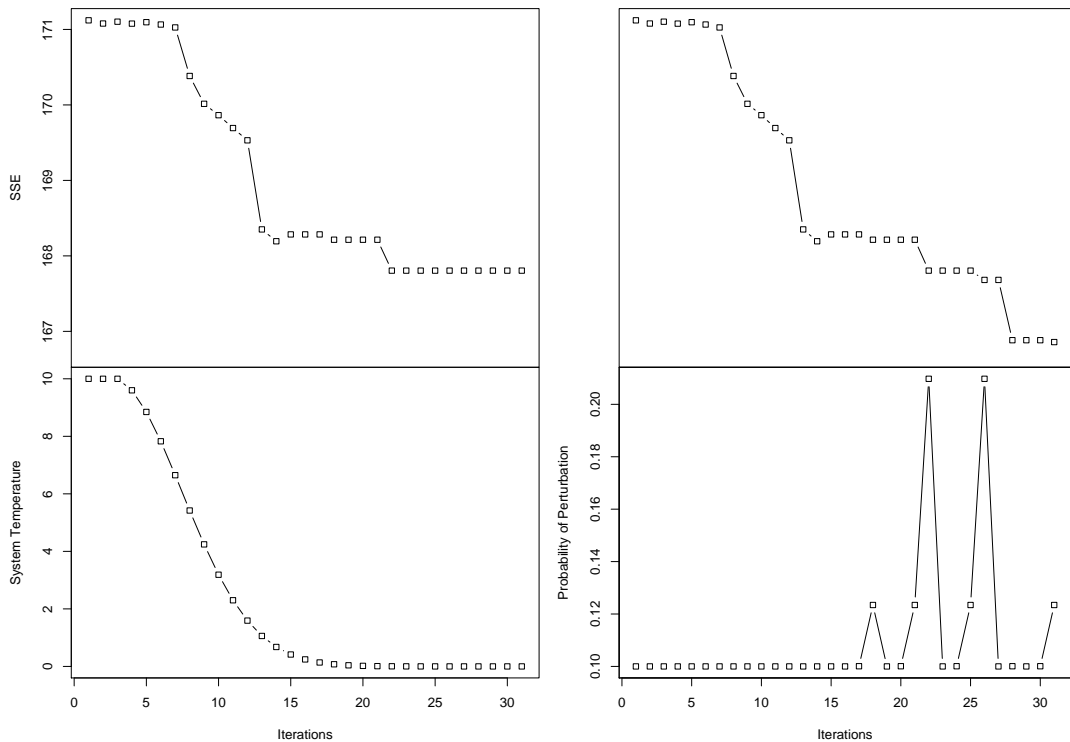 171
170
169
168
167
SSE
10
8
6
4
2
0
System Temperature
0 5 10 15 20 25 30
Iterations
0.20
0.18
0.16
0.14
0.12
0.10
Probability of Perturbation
0 5 10 15 20 25 30
Iterations